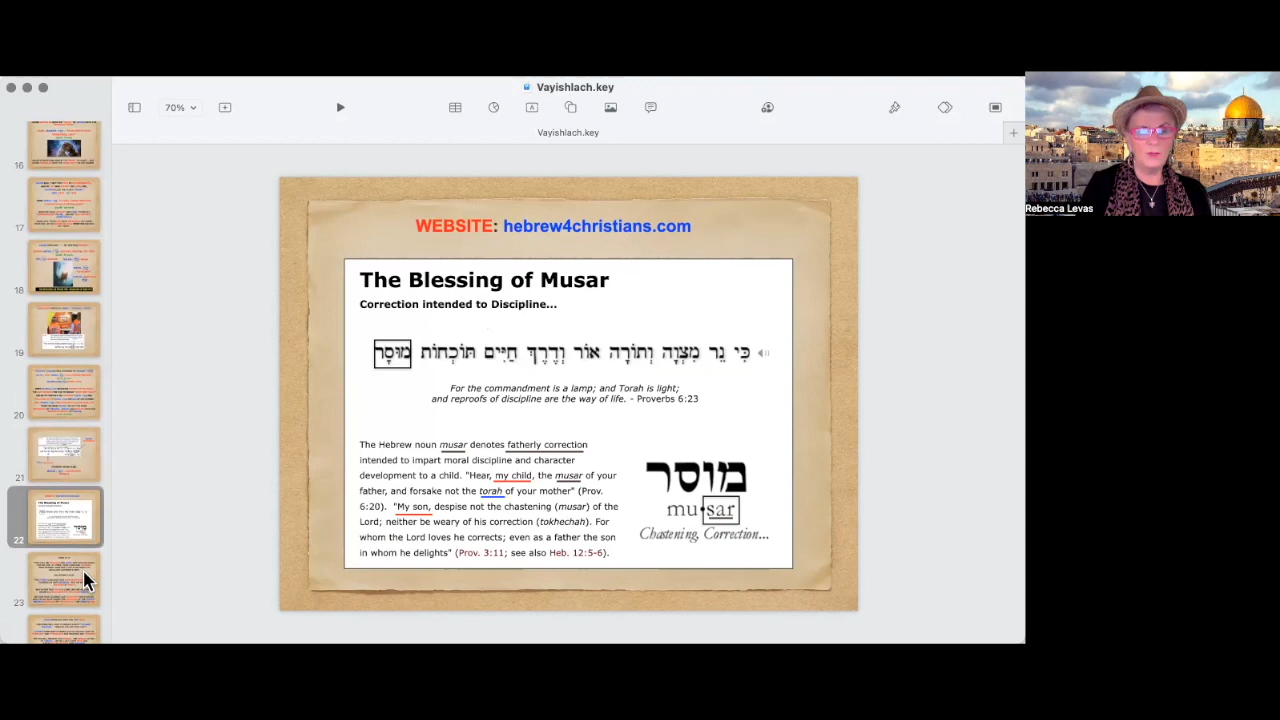 Vayishlach.key
70%
Vayishlach.key
WEBSITE: hebrew4christians.com
The Blessing of Musar
Correction intended to Discipline...
כִּי נֵר מִצְוָה וְתוֹרָה אוֹר וְדֶרֶךְ חַיִּים תּוֹכְחוֹת מוּסָר
For the commandment is a lamp; and Torah is light;
and reproofs of discipline are the way of life. - Proverbs 6:23
The Hebrew noun musar denotes fatherly correction
intended to impart moral discipline and character
development to a child. "Hear, my child, the musar of your
father, and forsake not the torah of your mother" (Prov.
6:20). "My son, despise not the chastening (musar) of the
Lord; neither be weary of his correction (tokhechah). For
whom the Lord loves he corrects; even as a father the son
in whom he delights" (Prov. 3:11; see also Heb. 12:5-6).
מוסר
mu•sar
Chastening, Correction...
16
17
18
19
20
21
22
23
Rebecca Levas